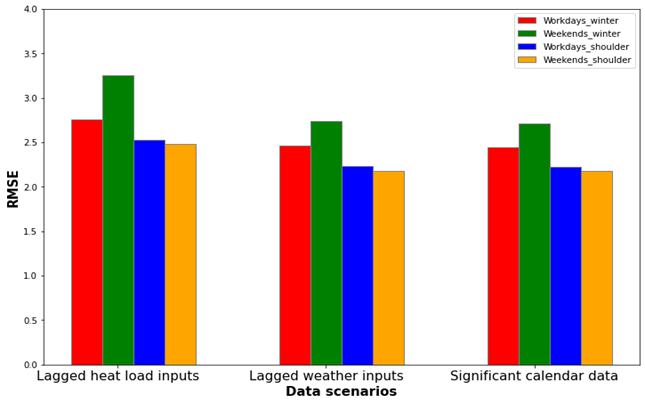 4.0
3.5
3.0
2.5
2.0
1.5
1.0
0.5
0.0
RMSE
Workdays_winter
Weekends_winter
Workdays_shoulder
Weekends_shoulder
Lagged heat load inputs
Lagged weather inputs
Significant calendar data
Data scenarios